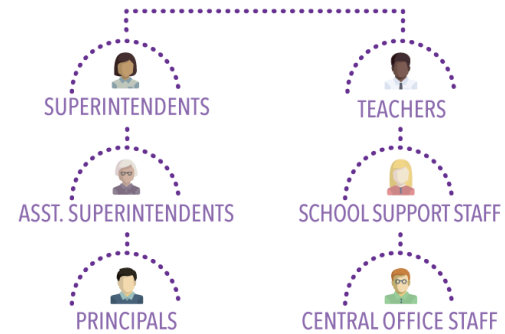 SUPERINTENDENTS
TEACHERS
ASST. SUPERINTENDENTS
SCHOOL SUPPORT STAFF
PRINCIPALS
CENTRAL OFFICE STAFF